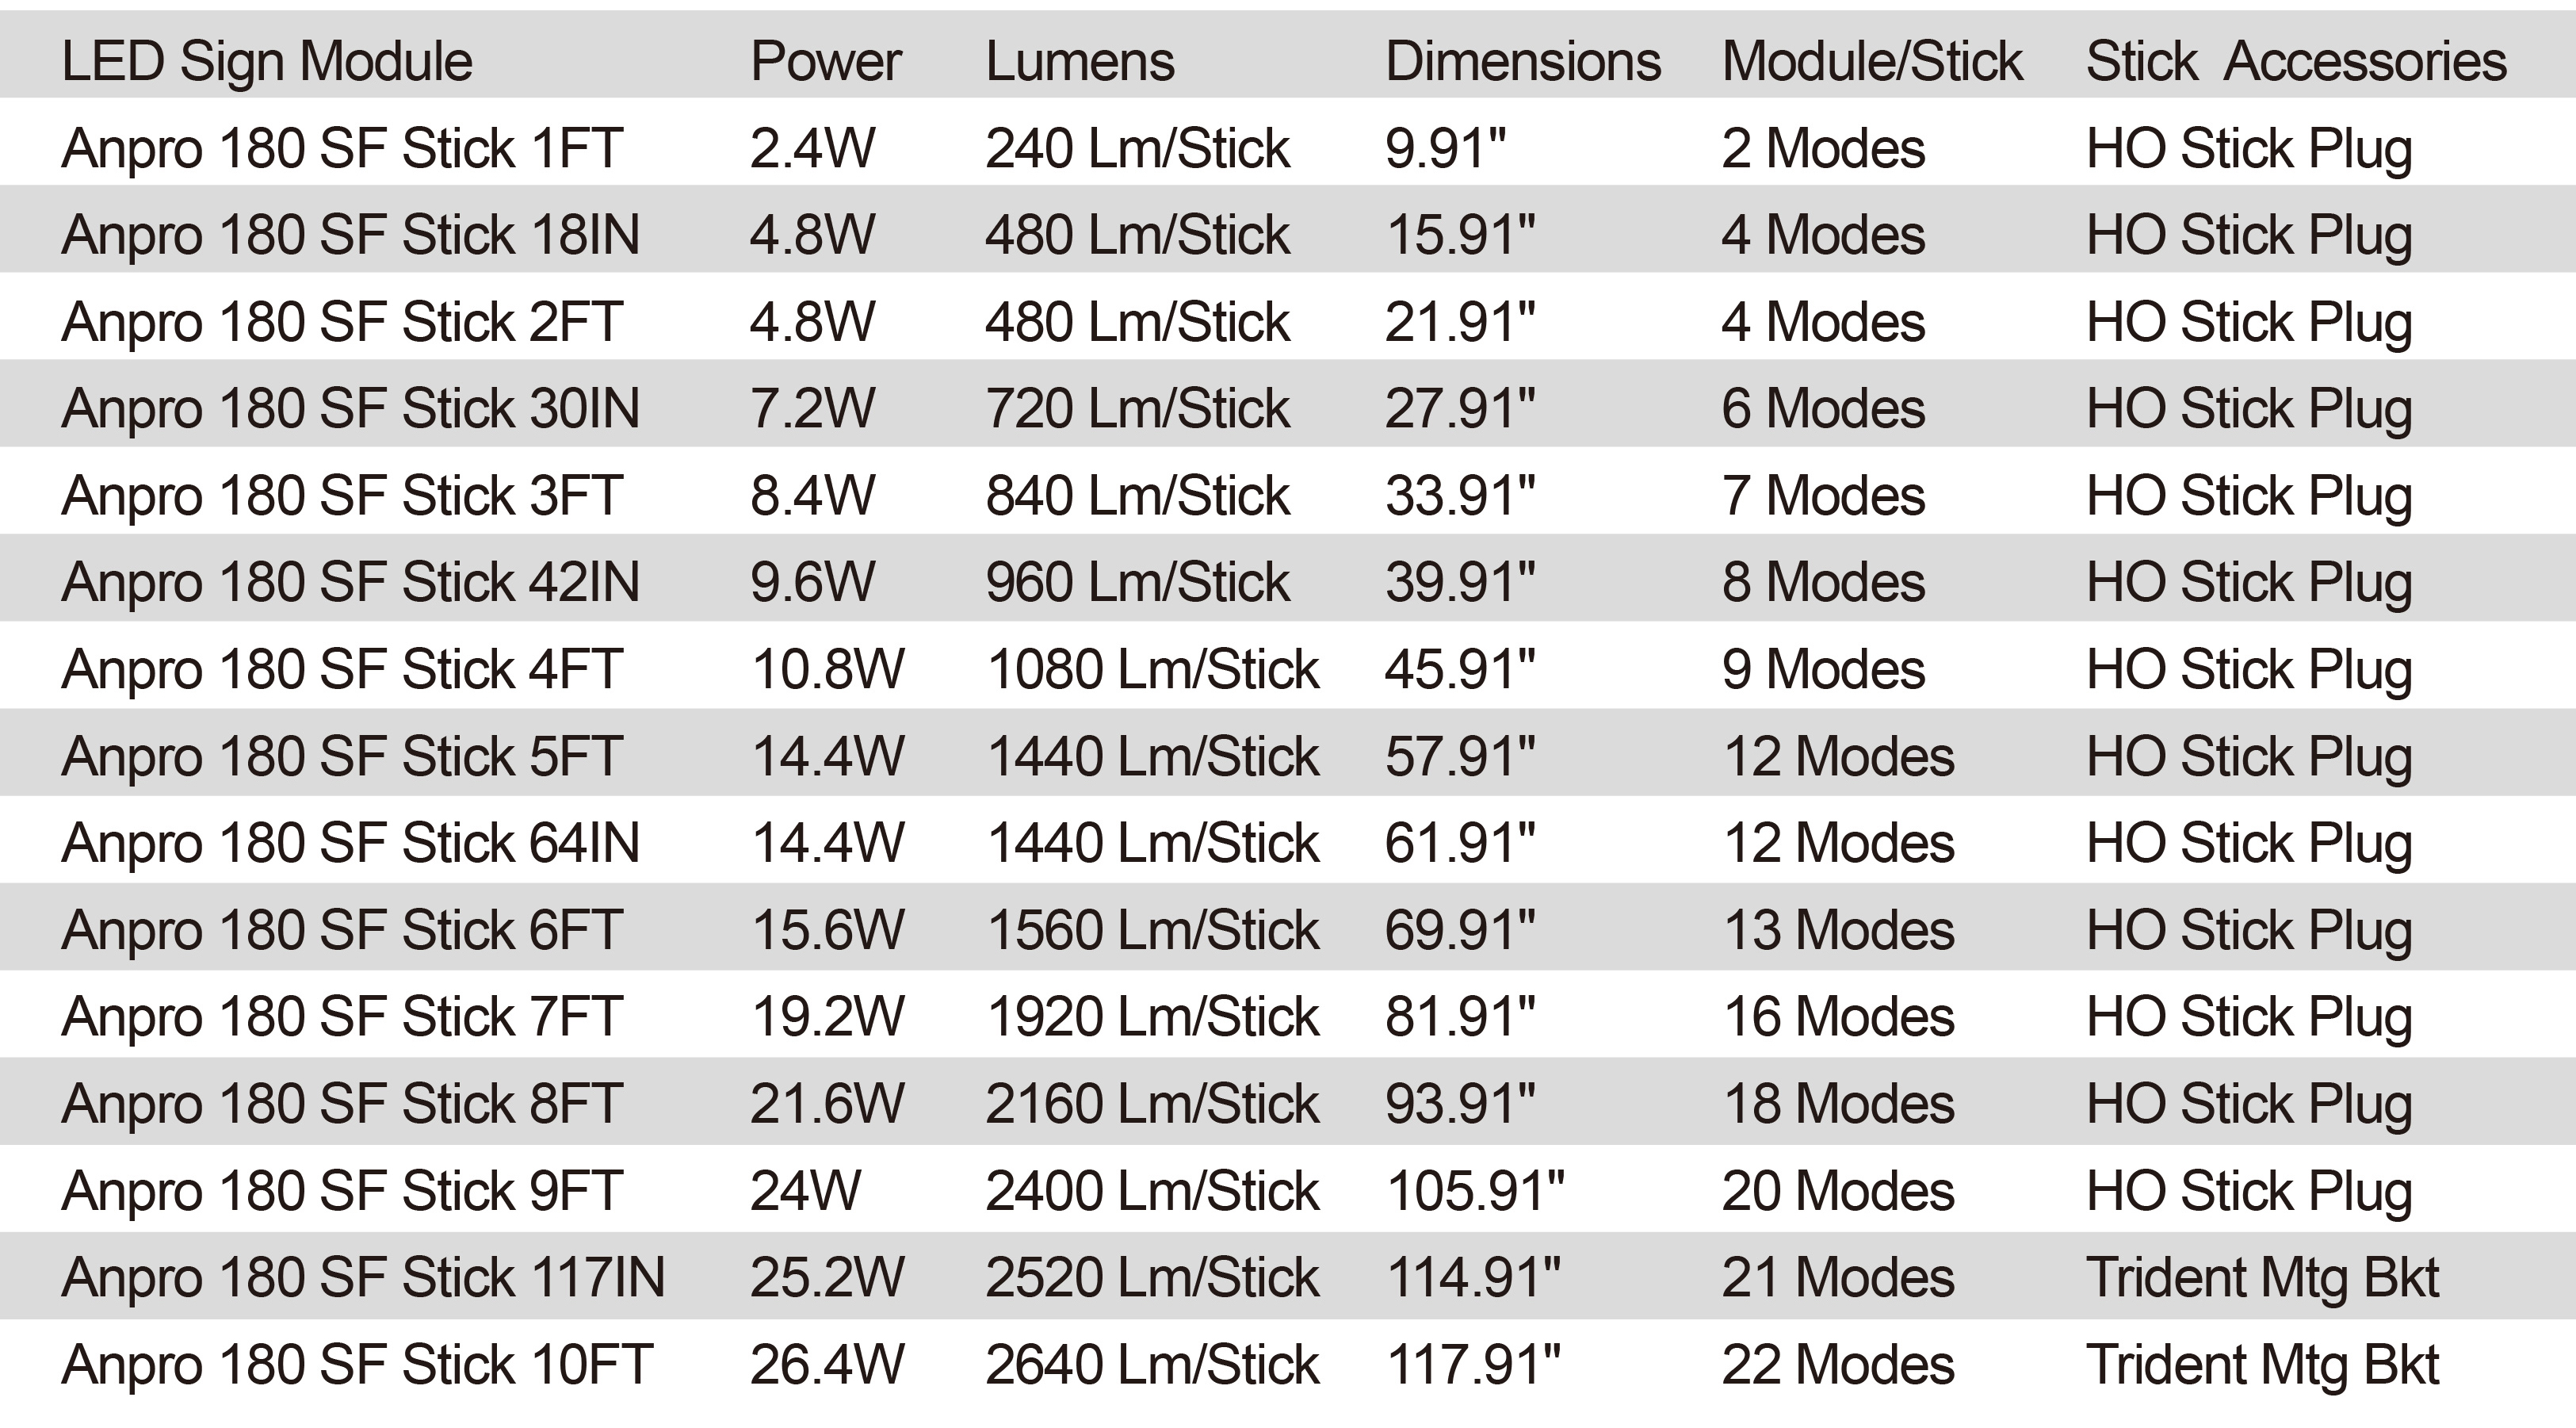 LED Sign Module Power Lumens Dimensions Module/Stick Stick Accessories
Anpro 180 SF Stick 1FT 2.4W 240 Lm/Stick 9.91" 2 Modes HO Stick Plug
Anpro 180 SF Stick 18IN 4.8W 480 Lm/Stick 15.91" 4 Modes HO Stick Plug
Anpro 180 SF Stick 2FT 4.8W 480 Lm/Stick 21.91" 4 Modes HO Stick Plug
Anpro 180 SF Stick 30IN 7.2W 720 Lm/Stick 27.91" 6 Modes HO Stick Plug
Anpro 180 SF Stick 3FT 8.4W 840 Lm/Stick 33.91" 7 Modes HO Stick Plug
Anpro 180 SF Stick 42IN 9.6W 960 Lm/Stick 39.91" 8 Modes HO Stick Plug
Anpro 180 SF Stick 4FT 10.8W 1080 Lm/Stick 45.91" 9 Modes HO Stick Plug
Anpro 180 SF Stick 5FT 14.4W 1440 Lm/Stick 57.91" 12 Modes HO Stick Plug
Anpro 180 SF Stick 64IN 14.4W 1440 Lm/Stick 61.91" 12 Modes HO Stick Plug
Anpro 180 SF Stick 6FT 15.6W 1560 Lm/Stick 69.91" 13 Modes HO Stick Plug
Anpro 180 SF Stick 7FT 19.2W 1920 Lm/Stick 81.91" 16 Modes HO Stick Plug
Anpro 180 SF Stick 8FT 21.6W 2160 Lm/Stick 93.91" 18 Modes HO Stick Plug
Anpro 180 SF Stick 9FT 24W 2400 Lm/Stick 105.91" 20 Modes HO Stick Plug
Anpro 180 SF Stick 117IN 25.2W 2520 Lm/Stick 114.91" 21 Modes Trident Mtg Bkt
Anpro 180 SF Stick 10FT 26.4W 2640 Lm/Stick 117.91" 22 Modes Trident Mtg Bkt